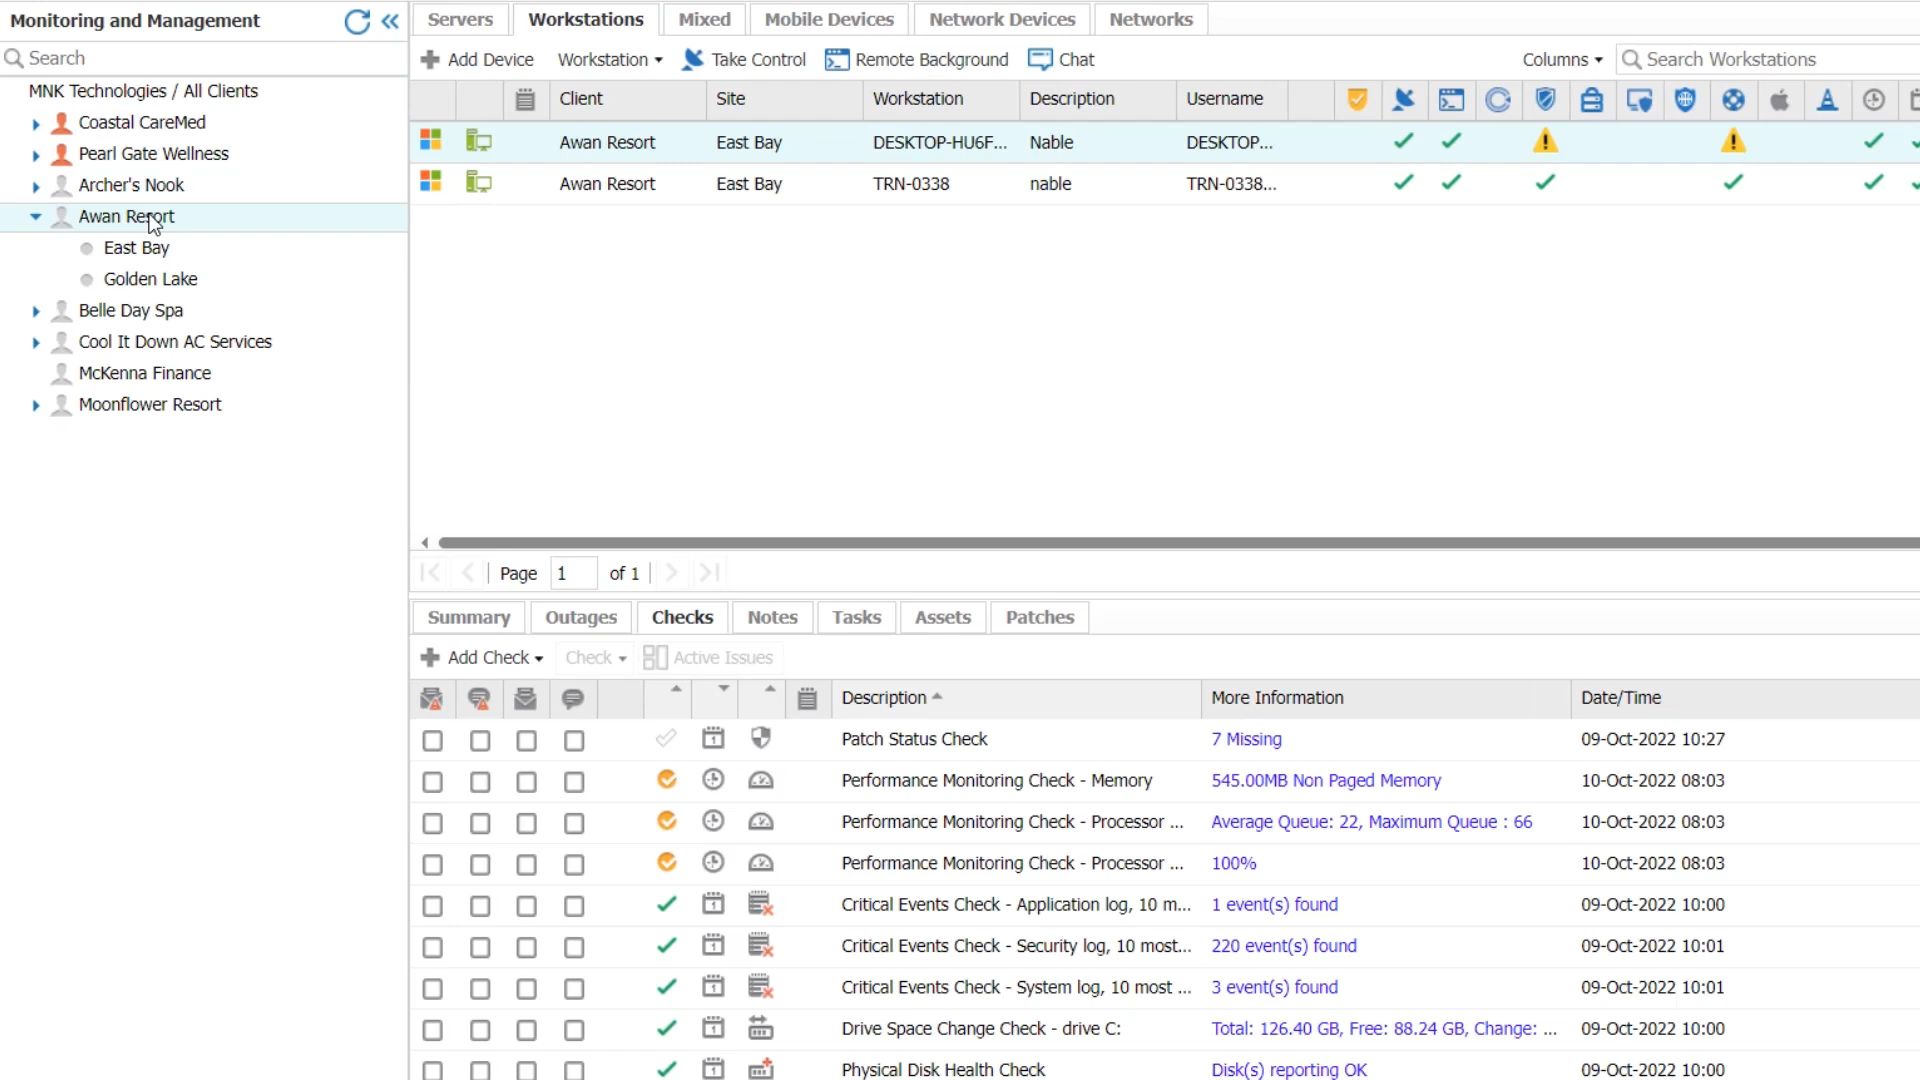 Monitoring and Management
Search
MNK Technologies / All Clients
Coastal CareMed
Pearl Gate Wellness
Archer's Nook
Awan Resort
East Bay
Golden Lake
Belle Day Spa
Cool It Down AC Services
McKenna Finance
Moonflower Resort
Servers Workstations Mixed Mobile Devices Network Devices Networks
Add Device Workstation Take Control Remote Background Chat Columns Search Workstations
Client Site Workstation Description Username
Awan Resort East Bay DESKTOP-HU6F... Nable DESKTOP...
Awan Resort East Bay TRN-0338 nable TRN-0338...
Page 1 of 1
Summary Outages Checks Notes Tasks Assets Patches
Add Check Check Active Issues
Description More Information Date/Time
Patch Status Check 7 Missing 09-Oct-2022 10:27
Performance Monitoring Check - Memory 545.00MB Non Paged Memory 10-Oct-2022 08:03
Performance Monitoring Check - Processor ... Average Queue: 22, Maximum Queue : 66 10-Oct-2022 08:03
Performance Monitoring Check - Processor ... 100% 10-Oct-2022 08:03
Critical Events Check - Application log, 10 m... 1 event(s) found 09-Oct-2022 10:00
Critical Events Check - Security log, 10 most... 220 event(s) found 09-Oct-2022 10:01
Critical Events Check - System log, 10 most ... 3 event(s) found 09-Oct-2022 10:01
Drive Space Change Check - drive C: Total: 126.40 GB, Free: 88.24 GB, Change: ... 09-Oct-2022 10:00
Physical Disk Health Check Disk(s) reporting OK 09-Oct-2022 10:00